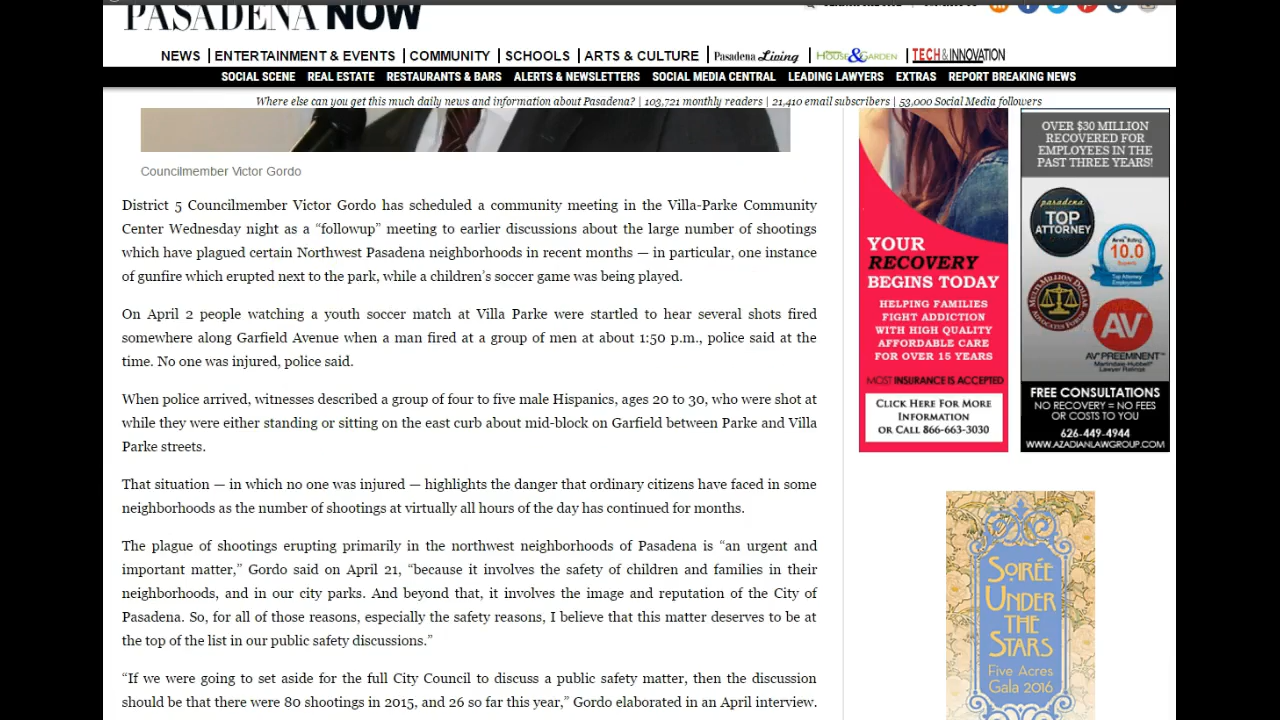 PASADENA NOW
NEWS | ENTERTAINMENT & EVENTS | COMMUNITY | SCHOOLS | ARTS & CULTURE | Pasadena Living | HOUSE & GARDEN | TECH & INNOVATION
SOCIAL SCENE REAL ESTATE RESTAURANTS & BARS ALERTS & NEWSLETTERS SOCIAL MEDIA CENTRAL LEADING LAWYERS EXTRAS REPORT BREAKING NEWS
Where else can you get this much daily news and information about Pasadena? | 103,721 monthly readers | 21,410 email subscribers | 53,000 Social Media followers
Councilmember Victor Gordo
District 5 Councilmember Victor Gordo has scheduled a community meeting in the Villa-Parke Community
Center Wednesday night as a “followup” meeting to earlier discussions about the large number of shootings
which have plagued certain Northwest Pasadena neighborhoods in recent months — in particular, one instance
of gunfire which erupted next to the park, while a children’s soccer game was being played.
On April 2 people watching a youth soccer match at Villa Parke were startled to hear several shots fired
somewhere along Garfield Avenue when a man fired at a group of men at about 1:50 p.m., police said at the
time. No one was injured, police said.
When police arrived, witnesses described a group of four to five male Hispanics, ages 20 to 30, who were shot at
while they were either standing or sitting on the east curb about mid-block on Garfield between Parke and Villa
Parke streets.
That situation — in which no one was injured — highlights the danger that ordinary citizens have faced in some
neighborhoods as the number of shootings at virtually all hours of the day has continued for months.
The plague of shootings erupting primarily in the northwest neighborhoods of Pasadena is “an urgent and
important matter,” Gordo said on April 21, “because it involves the safety of children and families in their
neighborhoods, and in our city parks. And beyond that, it involves the image and reputation of the City of
Pasadena. So, for all of those reasons, especially the safety reasons, I believe that this matter deserves to be at
the top of the list in our public safety discussions.”
“If we were going to set aside for the full City Council to discuss a public safety matter, then the discussion
should be that there were 80 shootings in 2015, and 26 so far this year,” Gordo elaborated in an April interview.
YOUR
RECOVERY
BEGINS TODAY
HELPING FAMILIES
FIGHT ADDICTION
WITH HIGH QUALITY
AFFORDABLE CARE
FOR OVER 15 YEARS
MOST INSURANCE IS ACCEPTED
CLICK HERE FOR MORE
INFORMATION
OR CALL 866-663-3030
OVER $30 MILLION
RECOVERED FOR
EMPLOYEES IN THE
PAST THREE YEARS!
pasadena
TOP
ATTORNEY
Avvo Rating
10.0
Superb
Top Attorney
Employment
MULTI-MILLION DOLLAR
ADVOCATES FORUM
AV
AV PREEMINENT™
Martindale-Hubbell®
Lawyer Ratings
FREE CONSULTATIONS
NO RECOVERY = NO FEES
OR COSTS TO YOU
626-449-4944
WWW.AZADIANLAWGROUP.COM
SOIRÉE
UNDER
THE
STARS
Five Acres
Gala 2016